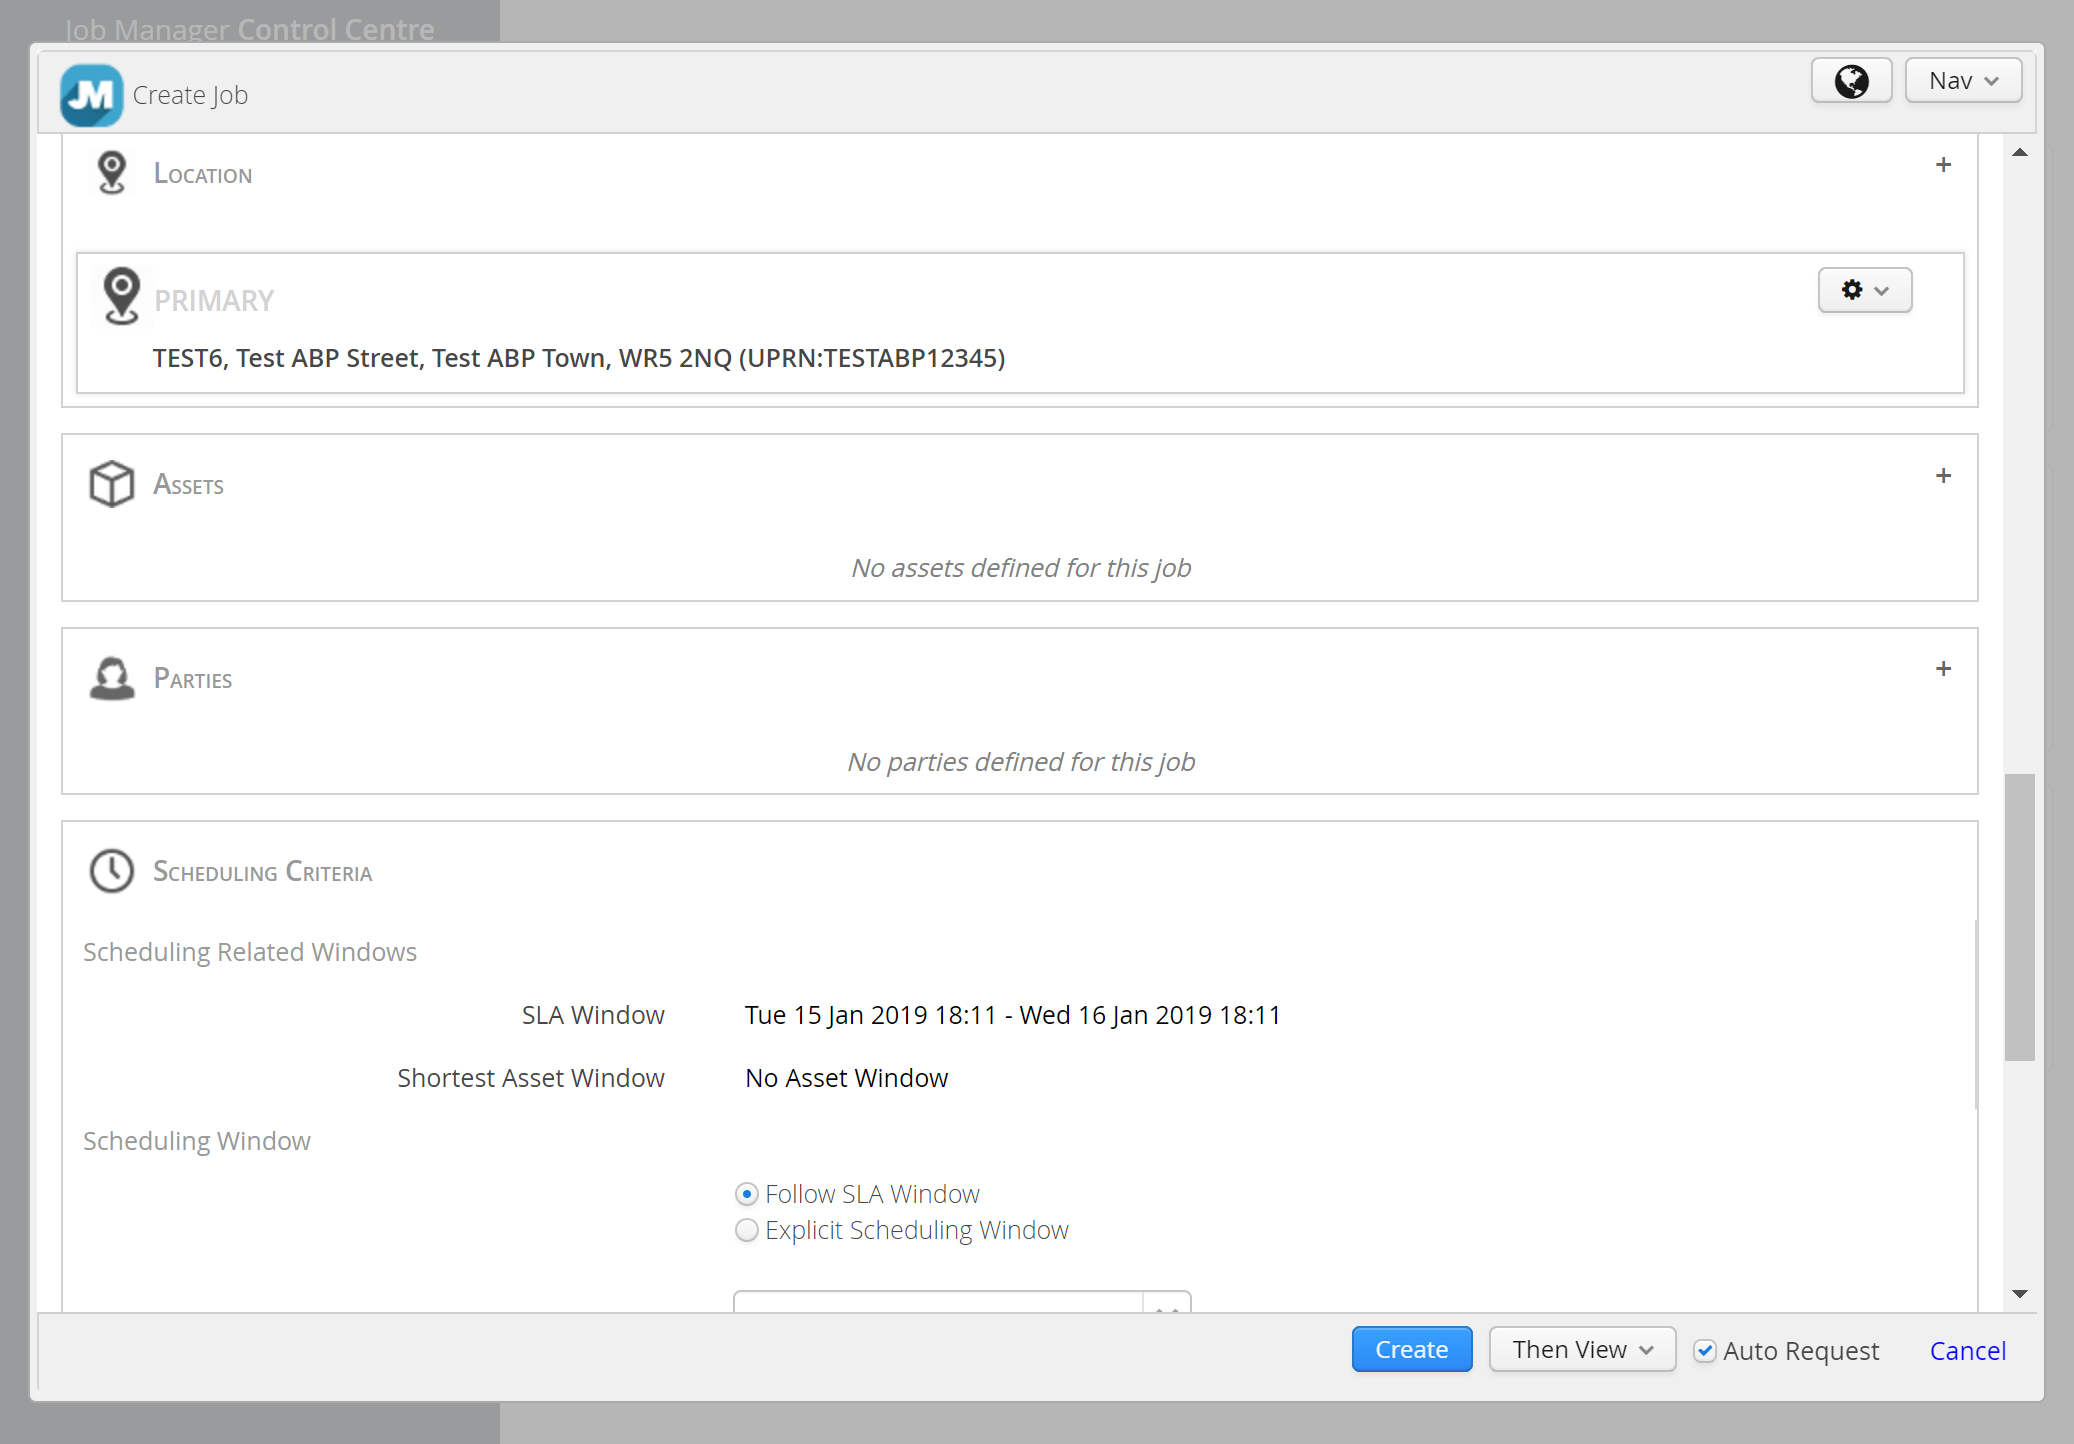 Job Manager Control Centre
JM Create Job
Nav
Location
+
PRIMARY
TEST6, Test ABP Street, Test ABP Town, WR5 2NQ (UPRN:TESTABP12345)
Assets
+
No assets defined for this job
Parties
+
No parties defined for this job
Scheduling Criteria
Scheduling Related Windows
SLA Window Tue 15 Jan 2019 18:11 - Wed 16 Jan 2019 18:11
Shortest Asset Window No Asset Window
Scheduling Window
Follow SLA Window
Explicit Scheduling Window
Create Then View Auto Request Cancel